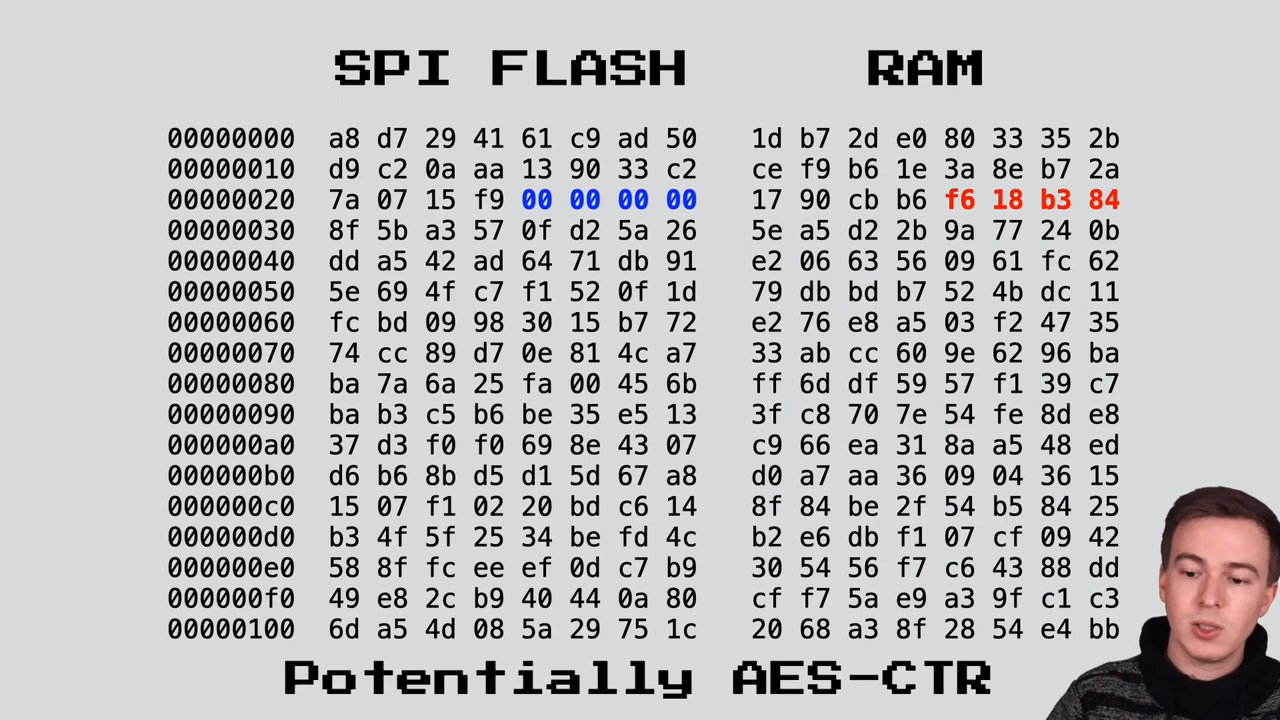 SPI FLASH RAM
00000000 a8 d7 29 41 61 c9 ad 50 1d b7 2d e0 80 33 35 2b
00000010 d9 c2 0a aa 13 90 33 c2 ce f9 b6 1e 3a 8e b7 2a
00000020 7a 07 15 f9 00 00 00 00 17 90 cb b6 f6 18 b3 84
00000030 8f 5b a3 57 0f d2 5a 26 5e a5 d2 2b 9a 77 24 0b
00000040 dd a5 42 ad 64 71 db 91 e2 06 63 56 09 61 fc 62
00000050 5e 69 4f c7 f1 52 0f 1d 79 db bd b7 52 4b dc 11
00000060 fc bd 09 98 30 15 b7 72 e2 76 e8 a5 03 f2 47 35
00000070 74 cc 89 d7 0e 81 4c a7 33 ab cc 60 9e 62 96 ba
00000080 ba 7a 6a 25 fa 00 45 6b ff 6d df 59 57 f1 39 c7
00000090 ba b3 c5 b6 be 35 e5 13 3f c8 70 7e 54 fe 8d e8
000000a0 37 d3 f0 f0 69 8e 43 07 c9 66 ea 31 8a a5 48 ed
000000b0 d6 b6 8b d5 d1 5d 67 a8 d0 a7 aa 36 09 04 36 15
000000c0 15 07 f1 02 20 bd c6 14 8f 84 be 2f 54 b5 84 25
000000d0 b3 4f 5f 25 34 be fd 4c b2 e6 db f1 07 cf 09 42
000000e0 58 8f fc ee ef 0d c7 b9 30 54 56 f7 c6 43 88 dd
000000f0 49 e8 2c b9 40 44 0a 80 cf f7 5a e9 a3 9f c1 c3
00000100 6d a5 4d 08 5a 29 75 1c 20 68 a3 8f 28 54 e4 bb
Potentially AES-CTR